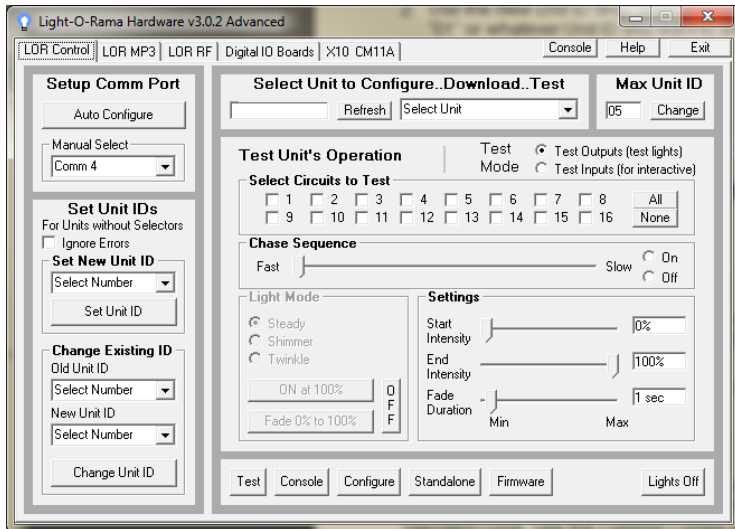 Light-O-Rama Hardware v3.0.2 Advanced
LOR Control LOR MP3 LOR RF Digital IO Boards X10 CM11A Console Help Exit
Setup Comm Port
Auto Configure
Manual Select
Comm 4
Set Unit IDs
For Units without Selectors
Ignore Errors
Set New Unit ID
Select Number
Set Unit ID
Change Existing ID
Old Unit ID
Select Number
New Unit ID
Select Number
Change Unit ID
Select Unit to Configure..Download..Test
Refresh Select Unit
Max Unit ID
05 Change
Test Unit's Operation
Test Mode
Test Outputs (test lights)
Test Inputs (for interactive)
Select Circuits to Test
1 2 3 4 5 6 7 8 All
9 10 11 12 13 14 15 16 None
Chase Sequence
Fast Slow
On
Off
Light Mode
Steady
Shimmer
Twinkle
ON at 100%
Fade 0% to 100%
OFF
Settings
Start Intensity 0%
End Intensity 100%
Fade Duration 1 sec
Min Max
Test Console Configure Standalone Firmware Lights Off